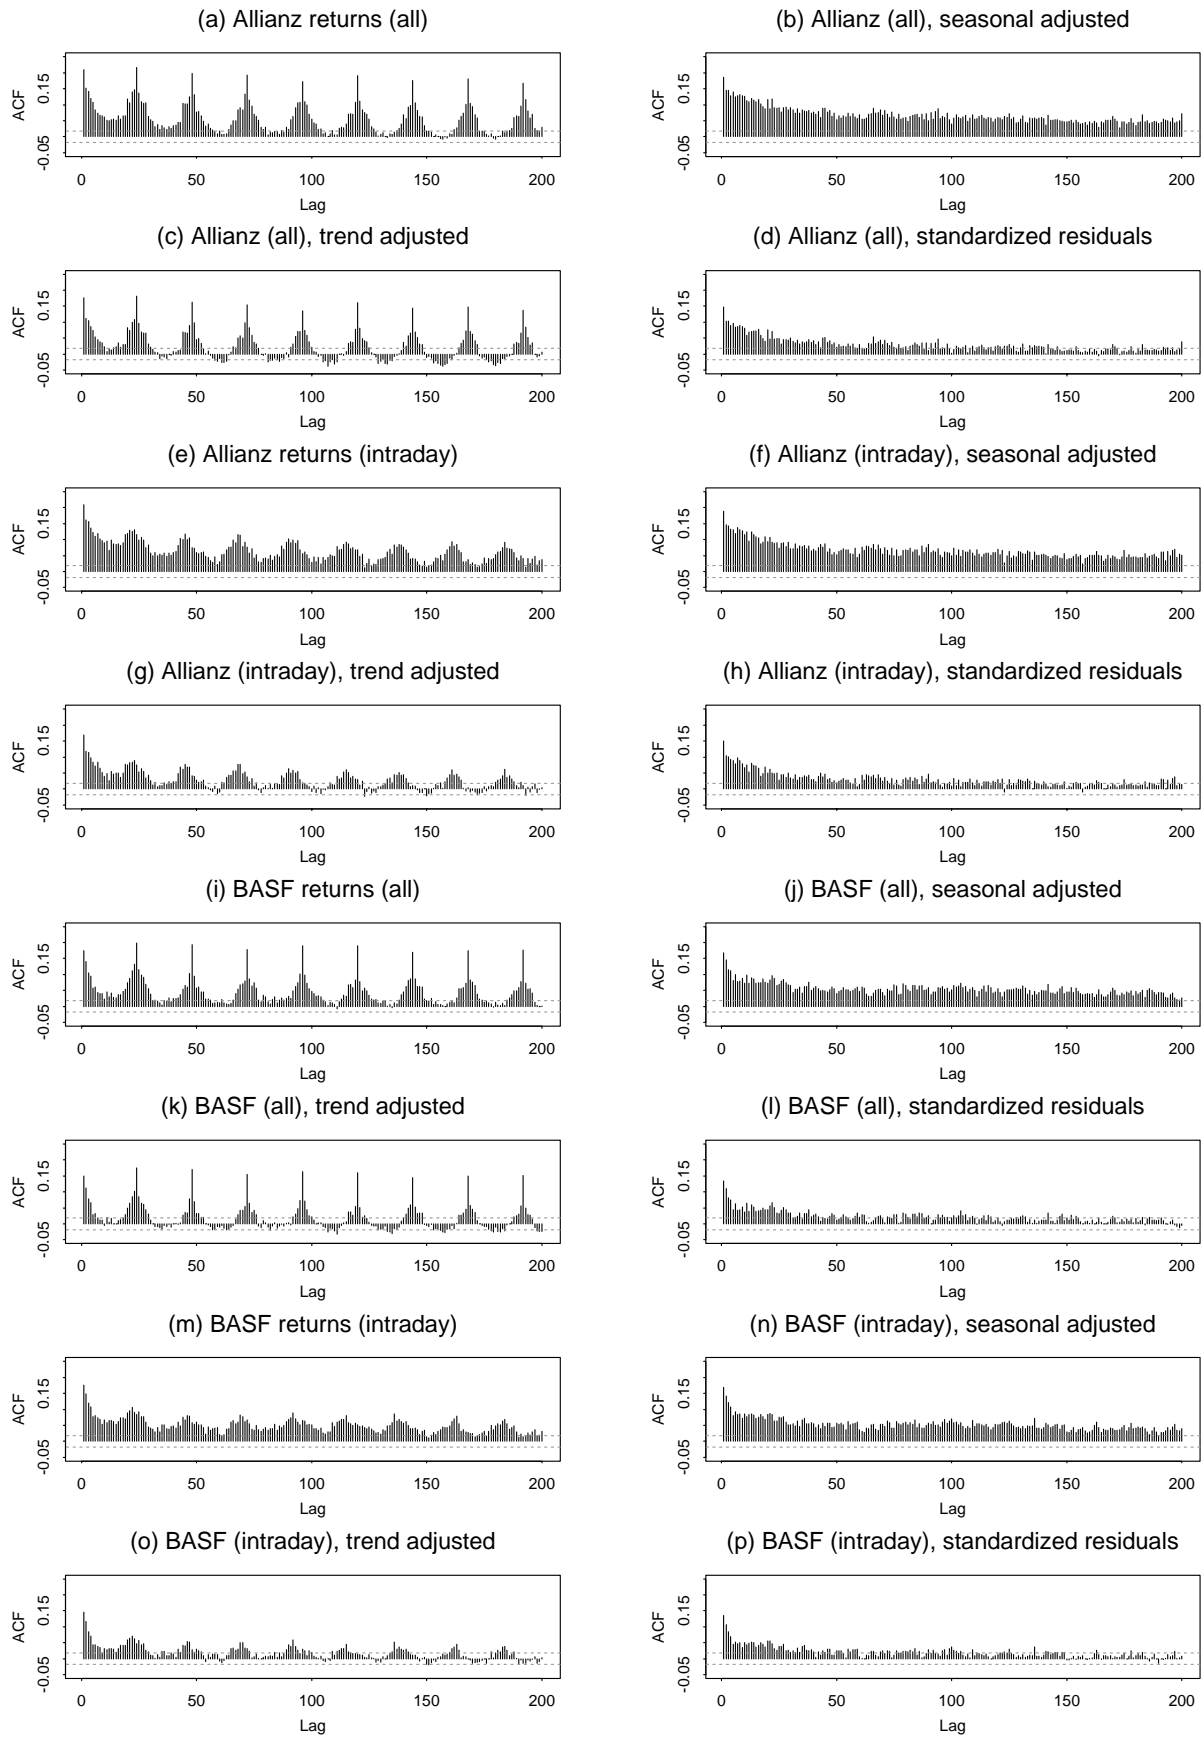 (a) Allianz returns (all)
ACF
-0.05 0.15
0 50 100 150 200
Lag
(b) Allianz (all), seasonal adjusted
ACF
-0.05 0.15
0 50 100 150 200
Lag
(c) Allianz (all), trend adjusted
ACF
-0.05 0.15
0 50 100 150 200
Lag
(d) Allianz (all), standardized residuals
ACF
-0.05 0.15
0 50 100 150 200
Lag
(e) Allianz returns (intraday)
ACF
-0.05 0.15
0 50 100 150 200
Lag
(f) Allianz (intraday), seasonal adjusted
ACF
-0.05 0.15
0 50 100 150 200
Lag
(g) Allianz (intraday), trend adjusted
ACF
-0.05 0.15
0 50 100 150 200
Lag
(h) Allianz (intraday), standardized residuals
ACF
-0.05 0.15
0 50 100 150 200
Lag
(i) BASF returns (all)
ACF
-0.05 0.15
0 50 100 150 200
Lag
(j) BASF (all), seasonal adjusted
ACF
-0.05 0.15
0 50 100 150 200
Lag
(k) BASF (all), trend adjusted
ACF
-0.05 0.15
0 50 100 150 200
Lag
(l) BASF (all), standardized residuals
ACF
-0.05 0.15
0 50 100 150 200
Lag
(m) BASF returns (intraday)
ACF
-0.05 0.15
0 50 100 150 200
Lag
(n) BASF (intraday), seasonal adjusted
ACF
-0.05 0.15
0 50 100 150 200
Lag
(o) BASF (intraday), trend adjusted
ACF
-0.05 0.15
0 50 100 150 200
Lag
(p) BASF (intraday), standardized residuals
ACF
-0.05 0.15
0 50 100 150 200
Lag